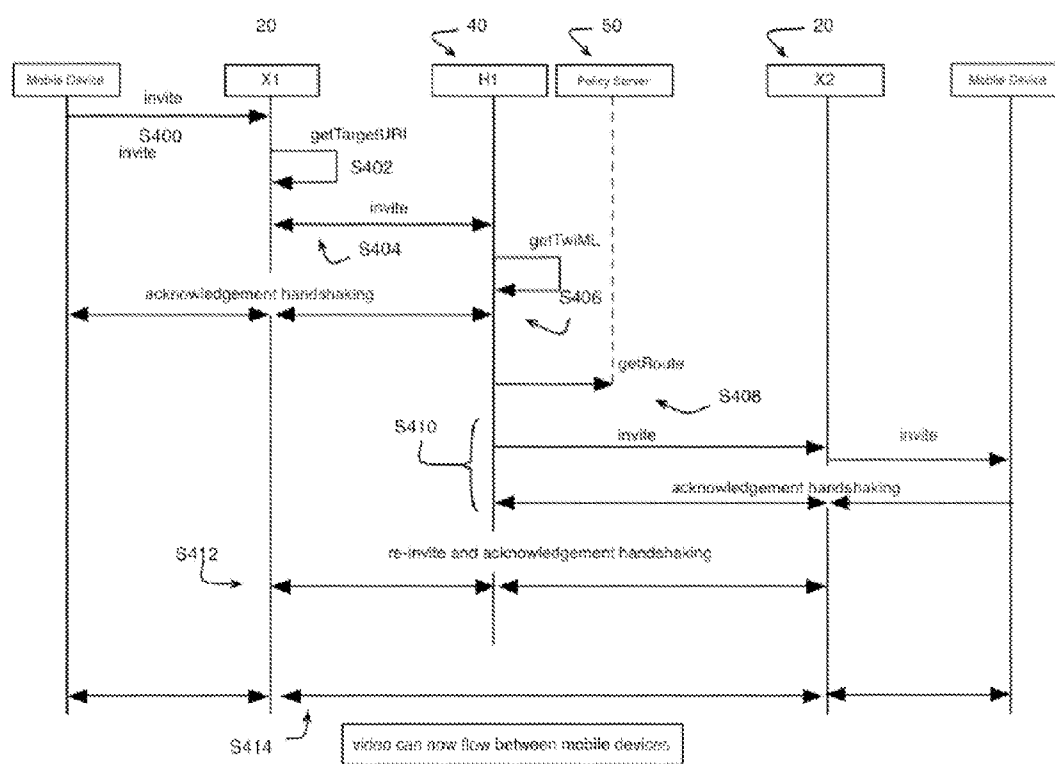 20
40
50
20
Mobile Device
X1
H1
Policy Server
X2
Mobile Device
invite
S400
invite
getTargetURI
S402
invite
S404
getTwiML
acknowledgement handshaking
S406
getRoute
S408
S410
invite
invite
acknowledgement handshaking
re-invite and acknowledgement handshaking
S412
S414
video can now flow between mobile devices